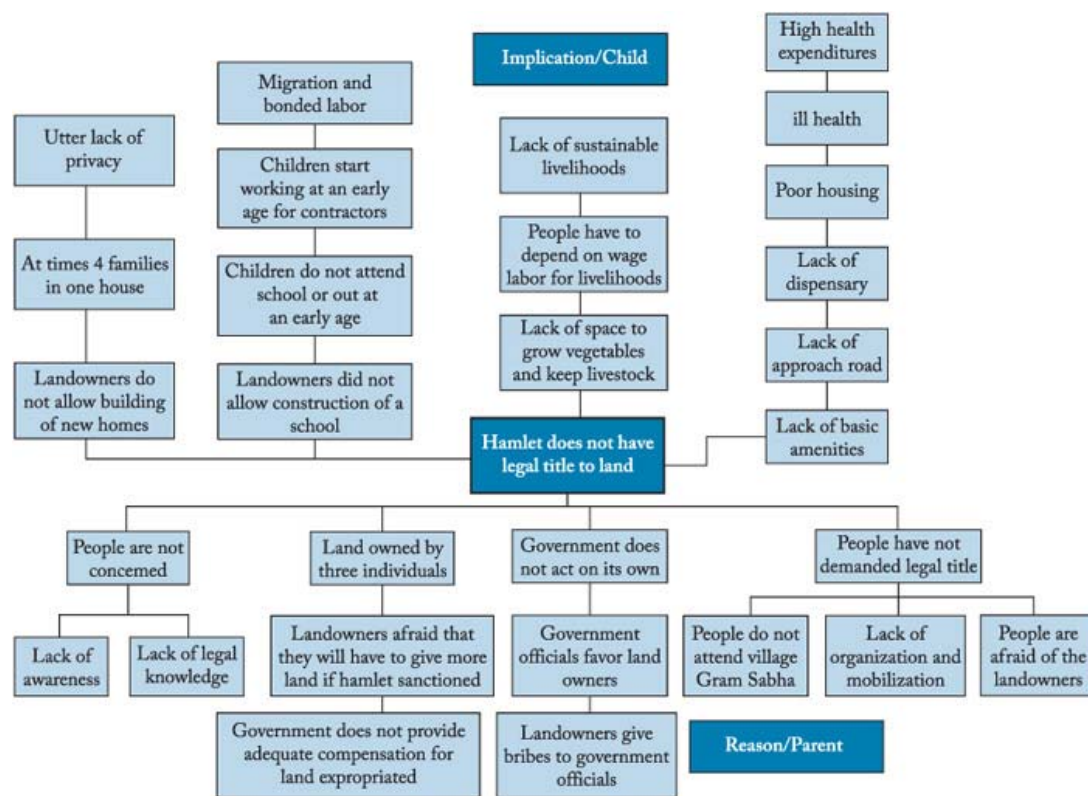 High health
expenditures
Implication/Child
Migration and
bonded labor
ill health
Utter lack of
privacy
Lack of sustainable
livelihoods
Children start
working at an early
age for contractors
Poor housing
People have to
depend on wage
labor for livelihoods
At times 4 families
in one house
Children do not attend
school or out at
an early age
Lack of
dispensary
Lack of space to
grow vegetables
and keep livestock
Lack of
approach road
Landowners do
not allow building
of new homes
Landowners did not
allow construction of a
school
Lack of basic
amenities
Hamlet does not have
legal title to land
People are not
concerned
Land owned by
three individuals
Government does
not act on its own
People have not
demanded legal title
Lack of
awareness
Lack of legal
knowledge
Landowners afraid that
they will have to give more
land if hamlet sanctioned
Government
officials favor land
owners
People do not
attend village
Gram Sabha
Lack of
organization and
mobilization
People are
afraid of the
landowners
Government does not provide
adequate compensation for
land expropriated
Landowners give
bribes to government
officials
Reason/Parent